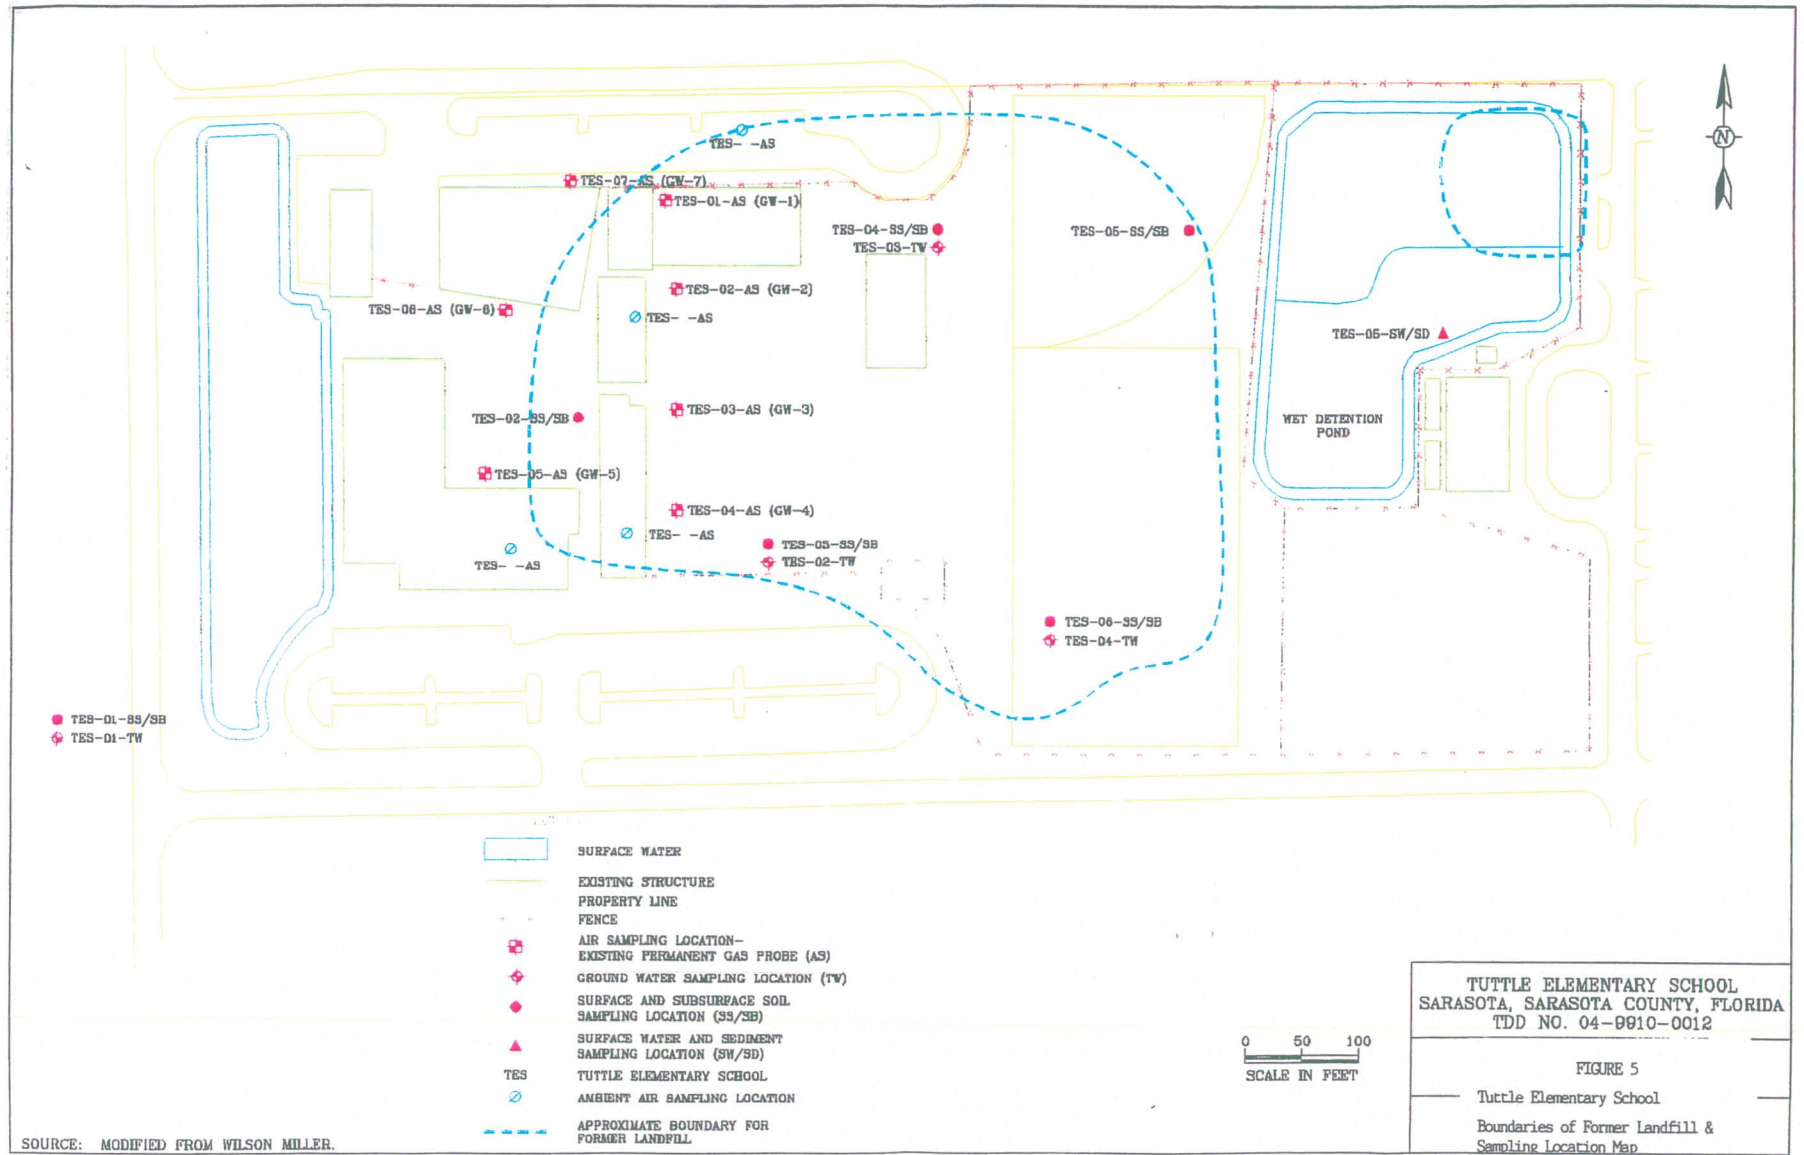 TES- -AS
TES-07-AS (GW-7)
TES-01-AS (GW-1)
TES-04-SS/SB
TES-03-TW
TES-05-SS/SB
N
TES-02-AS (GW-2)
TES-06-AS (GW-6)
TES- -AS
TES-05-SW/SD
TES-03-AS (GW-3)
TES-02-SS/SB
WET DETENTION
POND
TES-05-AS (GW-5)
TES-04-AS (GW-4)
TES- -AS
TES-03-SS/SB
TES-02-TW
TES- -AS
TES-06-SS/SB
TES-04-TW
TES-01-SS/SB
TES-01-TW
SURFACE WATER
EXISTING STRUCTURE
PROPERTY LINE
FENCE
AIR SAMPLING LOCATION-
EXISTING PERMANENT GAS PROBE (AS)
GROUND WATER SAMPLING LOCATION (TW)
SURFACE AND SUBSURFACE SOIL
SAMPLING LOCATION (SS/SB)
SURFACE WATER AND SEDIMENT
SAMPLING LOCATION (SW/SD)
TES TUTTLE ELEMENTARY SCHOOL
AMBIENT AIR SAMPLING LOCATION
APPROXIMATE BOUNDARY FOR
FORMER LANDFILL
0 50 100
SCALE IN FEET
TUTTLE ELEMENTARY SCHOOL
SARASOTA, SARASOTA COUNTY, FLORIDA
TDD NO. 04-9910-0012
FIGURE 5
Tuttle Elementary School
Boundaries of Former Landfill &
Sampling Location Map
SOURCE: MODIFIED FROM WILSON MILLER.